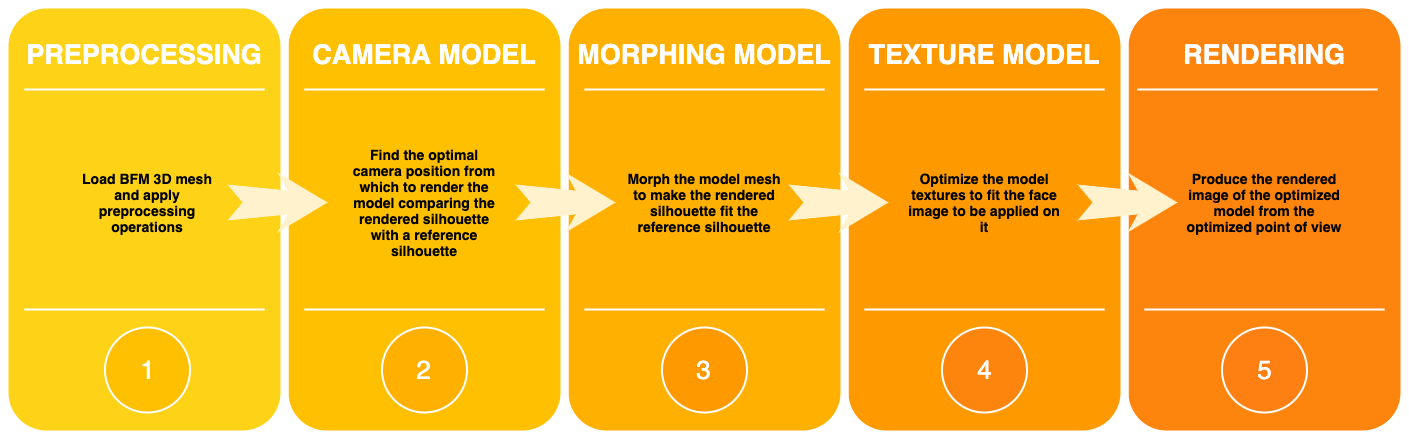 PREPROCESSING
Load BFM 3D mesh
and apply
preprocessing
operations
1
CAMERA MODEL
Find the optimal
camera position from
which to render the
model comparing the
rendered silhouette
with a reference
silhouette
2
MORPHING MODEL
Morph the model mesh
to make the rendered
silhouette fit the
reference silhouette
3
TEXTURE MODEL
Optimize the model
textures to fit the face
image to be applied on
it
4
RENDERING
Produce the rendered
image of the optimized
model from the
optimized point of view
5